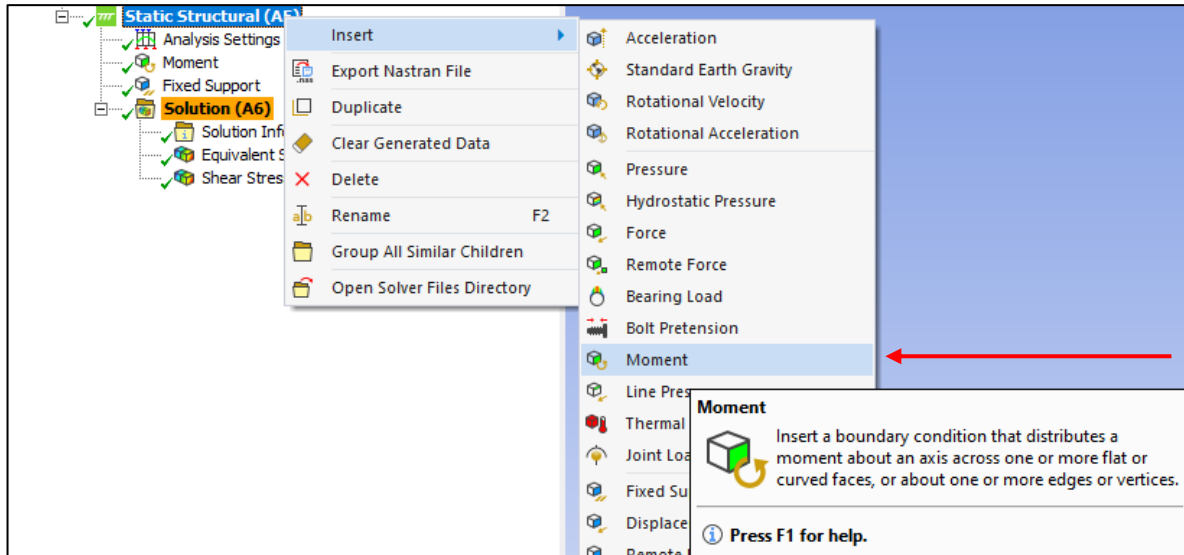 Static Structural (A5)
Analysis Settings
Moment
Fixed Support
Solution (A6)
Solution Inf
Equivalent S
Shear Stres
Insert
Export Nastran File
Duplicate
Clear Generated Data
Delete
Rename F2
Group All Similar Children
Open Solver Files Directory
Acceleration
Standard Earth Gravity
Rotational Velocity
Rotational Acceleration
Pressure
Hydrostatic Pressure
Force
Remote Force
Bearing Load
Bolt Pretension
Moment
Line Pres
Thermal
Joint Loa
Fixed Su
Displace
Moment
Insert a boundary condition that distributes a
moment about an axis across one or more flat or
curved faces, or about one or more edges or vertices.
Press F1 for help.